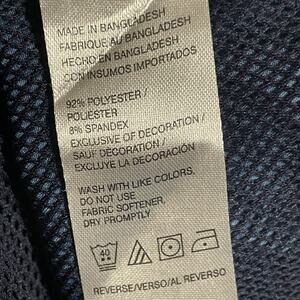 MADE IN BANGLADESH
FABRIQUE AU BANGLADESH
HECHO EN BANGLADESH
CON INSUMOS IMPORTADOS
92% POLYESTER /
POLIESTER
8% SPANDEX
EXCLUSIVE OF DECORATION /
SAUF DÉCORATION /
EXCLUYE LA DECORACIÓN
WASH WITH LIKE COLORS,
DO NOT USE
FABRIC SOFTENER,
DRY PROMPTLY
40
REVERSE/VERSO/AL REVERSO